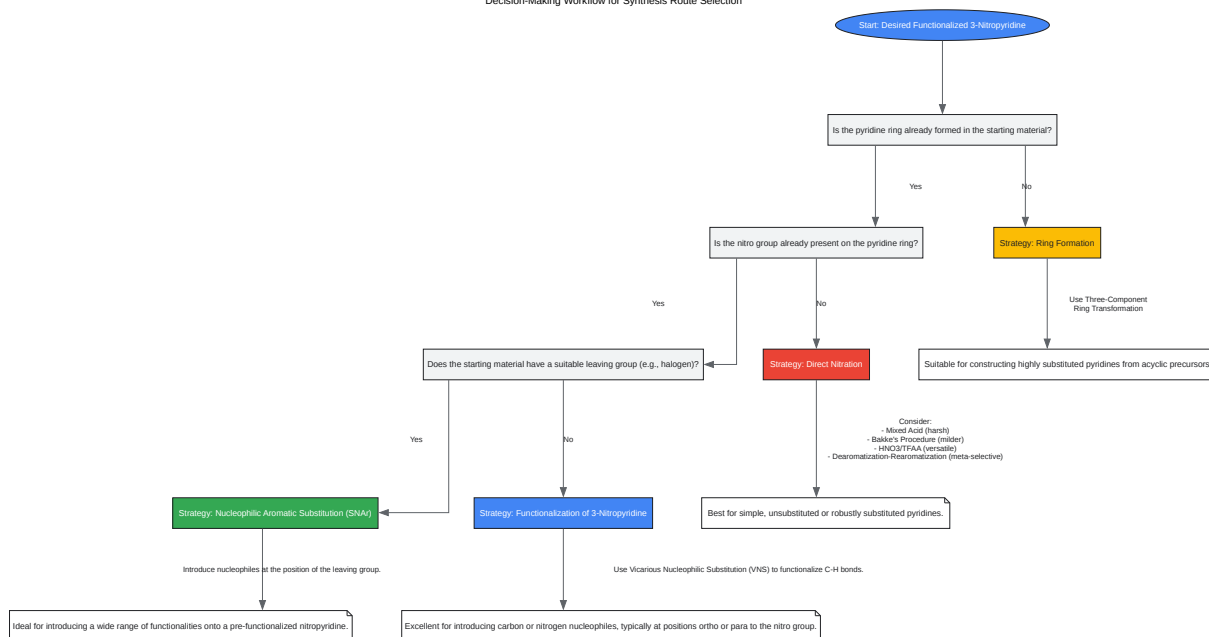 Decision-Making Workflow for Synthesis Route Selection
Start: Desired Functionalized 3-Nitropyridine
Is the pyridine ring already formed in the starting material?
Yes
No
Is the nitro group already present on the pyridine ring?
Strategy: Ring Formation
Yes
No
Use Three-Component
Ring Transformation
Does the starting material have a suitable leaving group (e.g., halogen)?
Strategy: Direct Nitration
Suitable for constructing highly substituted pyridines from acyclic precursors
Yes
No
Consider:
- Mixed Acid (harsh)
- Bakke's Procedure (milder)
- HNO3/TFAA (versatile)
- Dearomatization-Rearomatization (meta-selective)
Strategy: Nucleophilic Aromatic Substitution (SNAr)
Strategy: Functionalization of 3-Nitropyridine
Best for simple, unsubstituted or robustly substituted pyridines.
Introduce nucleophiles at the position of the leaving group.
Use Vicarious Nucleophilic Substitution (VNS) to functionalize C-H bonds.
Ideal for introducing a wide range of functionalities onto a pre-functionalized nitropyridine.
Excellent for introducing carbon or nitrogen nucleophiles, typically at positions ortho or para to the nitro group.